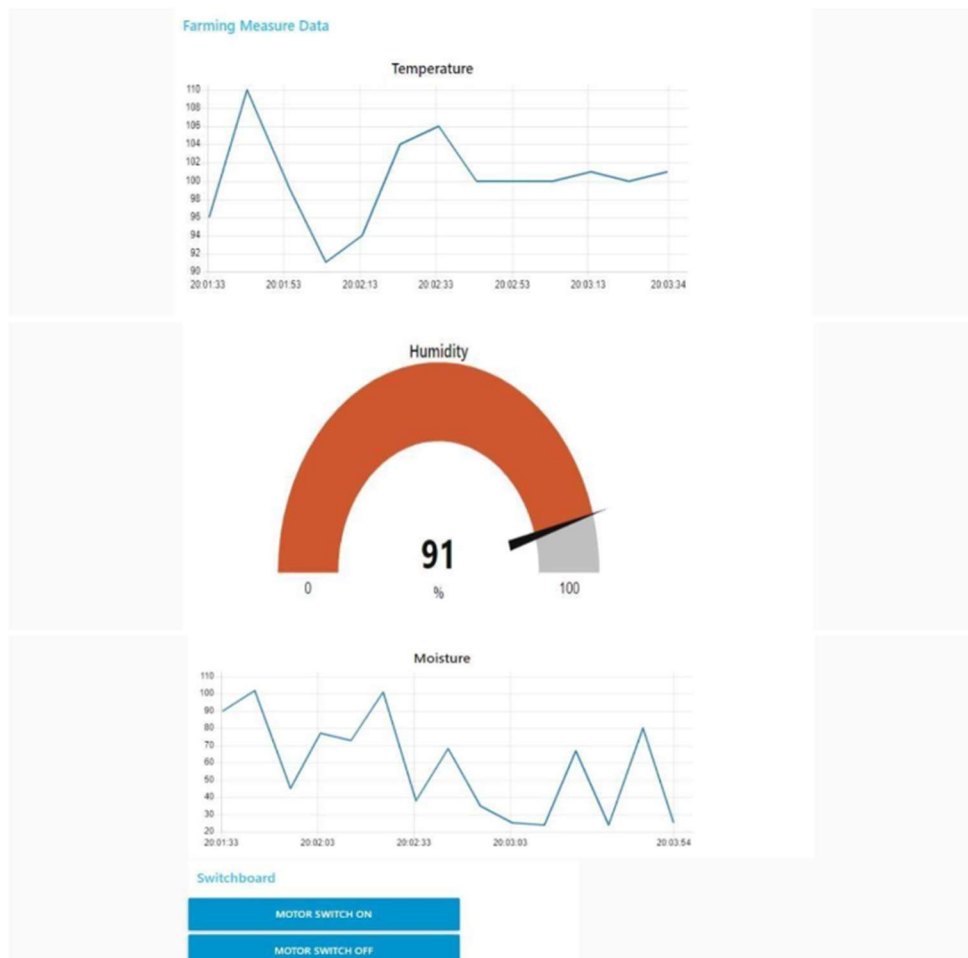 Farming Measure Data
Temperature
110
108
106
104
102
100
98
96
94
92
90
20:01:33 20:01:53 20:02:13 20:02:33 20:02:53 20:03:13 20:03:34
Humidity
91
0 % 100
Moisture
110
100
90
80
70
60
50
40
30
20
20:01:33 20:02:03 20:02:33 20:03:03 20:03:54
Switchboard
MOTOR SWITCH ON
MOTOR SWITCH OFF